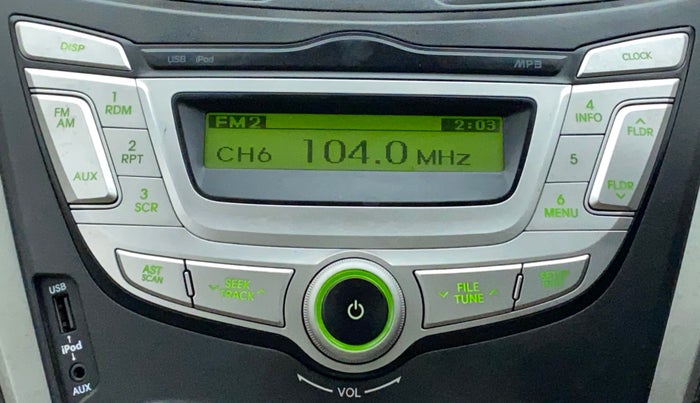 DISP
USB iPod
MP3
CLOCK
FM
AM
AUX
1
RDM
2
RPT
3
SCR
FM2
2:03
CH6 104.0 MHz
4
INFO
5
6
MENU
FLDR
FLDR
AST
SCAN
SEEK
TRACK
FILE
TUNE
SETUP
USB
iPod
AUX
VOL